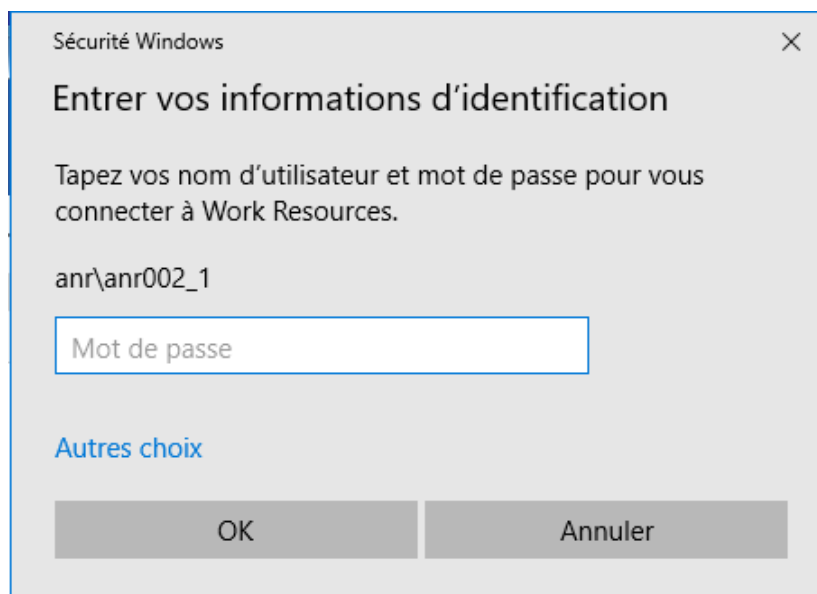 Sécurité Windows
Entrer vos informations d’identification
Tapez vos nom d’utilisateur et mot de passe pour vous
connecter à Work Resources.
anr\anr002_1
Mot de passe
Autres choix
OK
Annuler